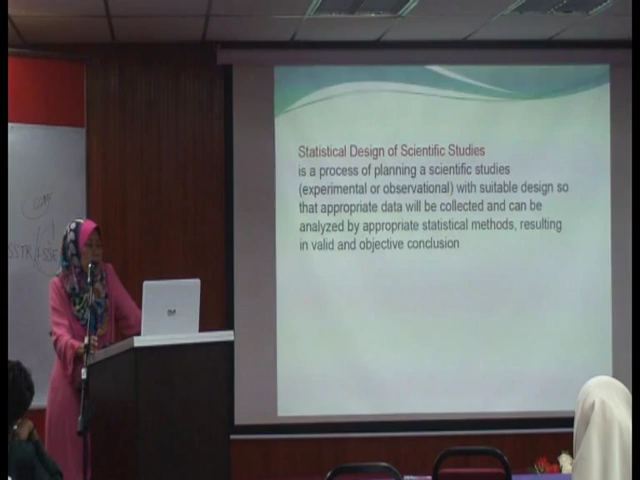 Statistical Design of Scientific Studies
is a process of planning a scientific studies
(experimental or observational) with suitable design so
that appropriate data will be collected and can be
analyzed by appropriate statistical methods, resulting
in valid and objective conclusion